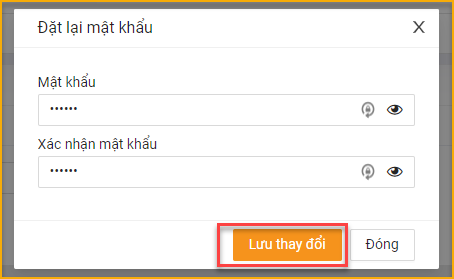 Đặt lại mật khẩu
Mật khẩu
••••••
Xác nhận mật khẩu
••••••
Lưu thay đổi
Đóng